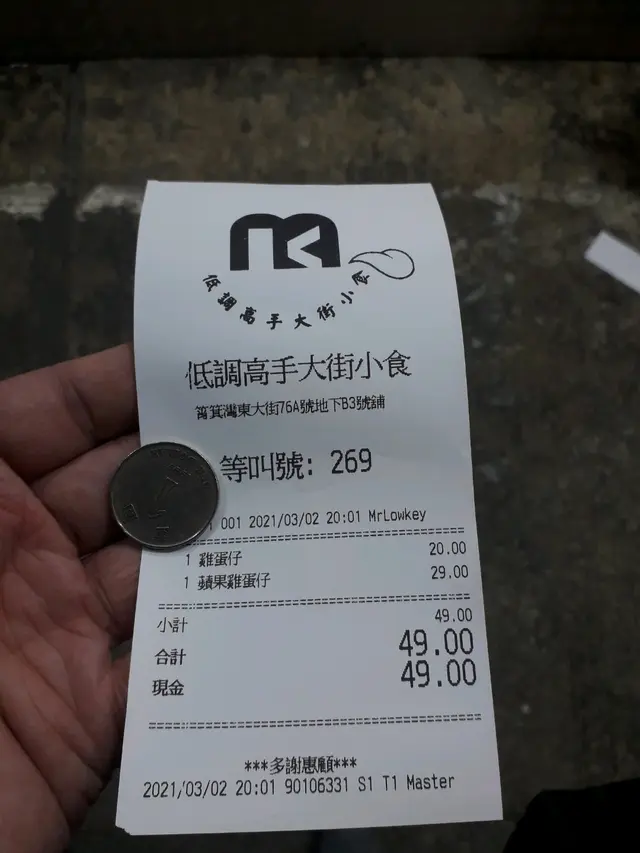 低調高手大街小食
低調高手大街小食
筲箕灣東大街76A號地下B3號舖
等叫號: 269
001 2021/03/02 20:01 MrLowkey
1 雞蛋仔 20.00
1 蘋果雞蛋仔 29.00
小計 49.00
合計 49.00
現金 49.00
***多謝惠顧***
2021/03/02 20:01 90106331 S1 T1 Master